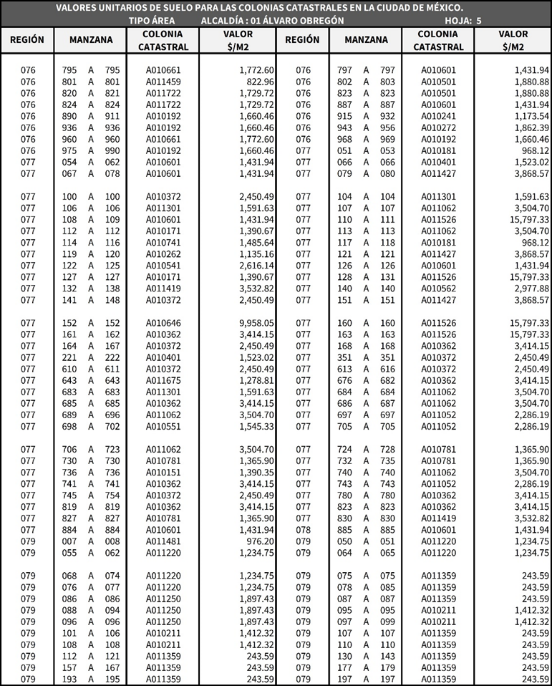 VALORES UNITARIOS DE SUELO PARA LAS COLONIAS CATASTRALES EN LA CIUDAD DE MÉXICO.
TIPO ÁREA ALCALDÍA : 01 ÁLVARO OBREGÓN HOJA: 5
REGIÓN MANZANA COLONIA CATASTRAL VALOR $/M2 REGIÓN MANZANA COLONIA CATASTRAL VALOR $/M2
076 795 A 795 A010661 1,772.60 076 797 A 797 A010601 1,431.94
076 801 A 801 A011459 822.96 076 802 A 803 A010501 1,880.88
076 820 A 821 A011722 1,729.72 076 823 A 823 A010501 1,880.88
076 824 A 824 A011722 1,729.72 076 887 A 887 A010601 1,431.94
076 890 A 911 A010192 1,660.46 076 915 A 932 A010241 1,173.54
076 936 A 936 A010192 1,660.46 076 943 A 956 A010272 1,862.39
076 960 A 960 A010661 1,772.60 076 968 A 969 A010192 1,660.46
076 975 A 990 A010192 1,660.46 077 051 A 053 A010181 968.12
077 054 A 062 A010601 1,431.94 077 066 A 066 A010401 1,523.02
077 067 A 078 A010601 1,431.94 077 079 A 080 A011427 3,868.57
077 100 A 100 A010372 2,450.49 077 104 A 104 A011301 1,591.63
077 106 A 106 A011301 1,591.63 077 107 A 107 A011062 3,504.70
077 108 A 109 A010601 1,431.94 077 110 A 111 A011526 15,797.33
077 112 A 112 A010171 1,390.67 077 113 A 113 A011062 3,504.70
077 114 A 116 A010741 1,485.64 077 117 A 118 A010181 968.12
077 119 A 120 A010262 1,135.16 077 121 A 121 A011427 3,868.57
077 122 A 125 A010541 2,616.14 077 126 A 126 A010601 1,431.94
077 127 A 127 A010171 1,390.67 077 128 A 131 A011526 15,797.33
077 132 A 138 A011419 3,532.82 077 140 A 140 A010562 2,977.88
077 141 A 148 A010372 2,450.49 077 151 A 151 A011427 3,868.57
077 152 A 152 A010646 9,958.05 077 160 A 160 A011526 15,797.33
077 161 A 162 A010362 3,414.15 077 163 A 163 A011526 15,797.33
077 164 A 167 A010372 2,450.49 077 168 A 168 A010362 3,414.15
077 221 A 222 A010401 1,523.02 077 351 A 351 A010372 2,450.49
077 610 A 611 A010372 2,450.49 077 613 A 616 A010372 2,450.49
077 643 A 643 A011675 1,278.81 077 676 A 682 A010362 3,414.15
077 683 A 683 A011301 1,591.63 077 684 A 684 A011062 3,504.70
077 685 A 685 A010362 3,414.15 077 686 A 687 A011062 3,504.70
077 689 A 696 A011062 3,504.70 077 697 A 697 A011052 2,286.19
077 698 A 702 A010551 1,545.33 077 705 A 705 A011052 2,286.19
077 706 A 723 A011062 3,504.70 077 724 A 728 A010781 1,365.90
077 730 A 730 A010781 1,365.90 077 732 A 735 A010781 1,365.90
077 736 A 736 A010151 1,390.35 077 740 A 740 A011062 3,504.70
077 741 A 741 A010362 3,414.15 077 743 A 743 A011052 2,286.19
077 745 A 754 A010372 2,450.49 077 780 A 780 A010362 3,414.15
077 819 A 819 A010362 3,414.15 077 823 A 823 A010362 3,414.15
077 827 A 827 A010781 1,365.90 077 830 A 830 A011419 3,532.82
077 884 A 884 A010601 1,431.94 078 885 A 885 A010601 1,431.94
079 007 A 008 A011481 976.20 079 050 A 051 A011220 1,234.75
079 055 A 062 A011220 1,234.75 079 064 A 065 A011220 1,234.75
079 068 A 074 A011220 1,234.75 079 075 A 075 A011359 243.59
079 076 A 077 A011220 1,234.75 079 078 A 085 A011359 243.59
079 086 A 086 A011250 1,897.43 079 087 A 087 A011359 243.59
079 088 A 094 A011250 1,897.43 079 095 A 095 A010211 1,412.32
079 096 A 096 A011250 1,897.43 079 097 A 099 A010211 1,412.32
079 101 A 106 A010211 1,412.32 079 107 A 107 A011359 243.59
079 108 A 108 A010211 1,412.32 079 110 A 110 A011359 243.59
079 112 A 121 A011359 243.59 079 130 A 143 A011359 243.59
079 157 A 167 A011359 243.59 079 177 A 179 A011359 243.59
079 193 A 195 A011359 243.59 079 197 A 197 A011359 243.59